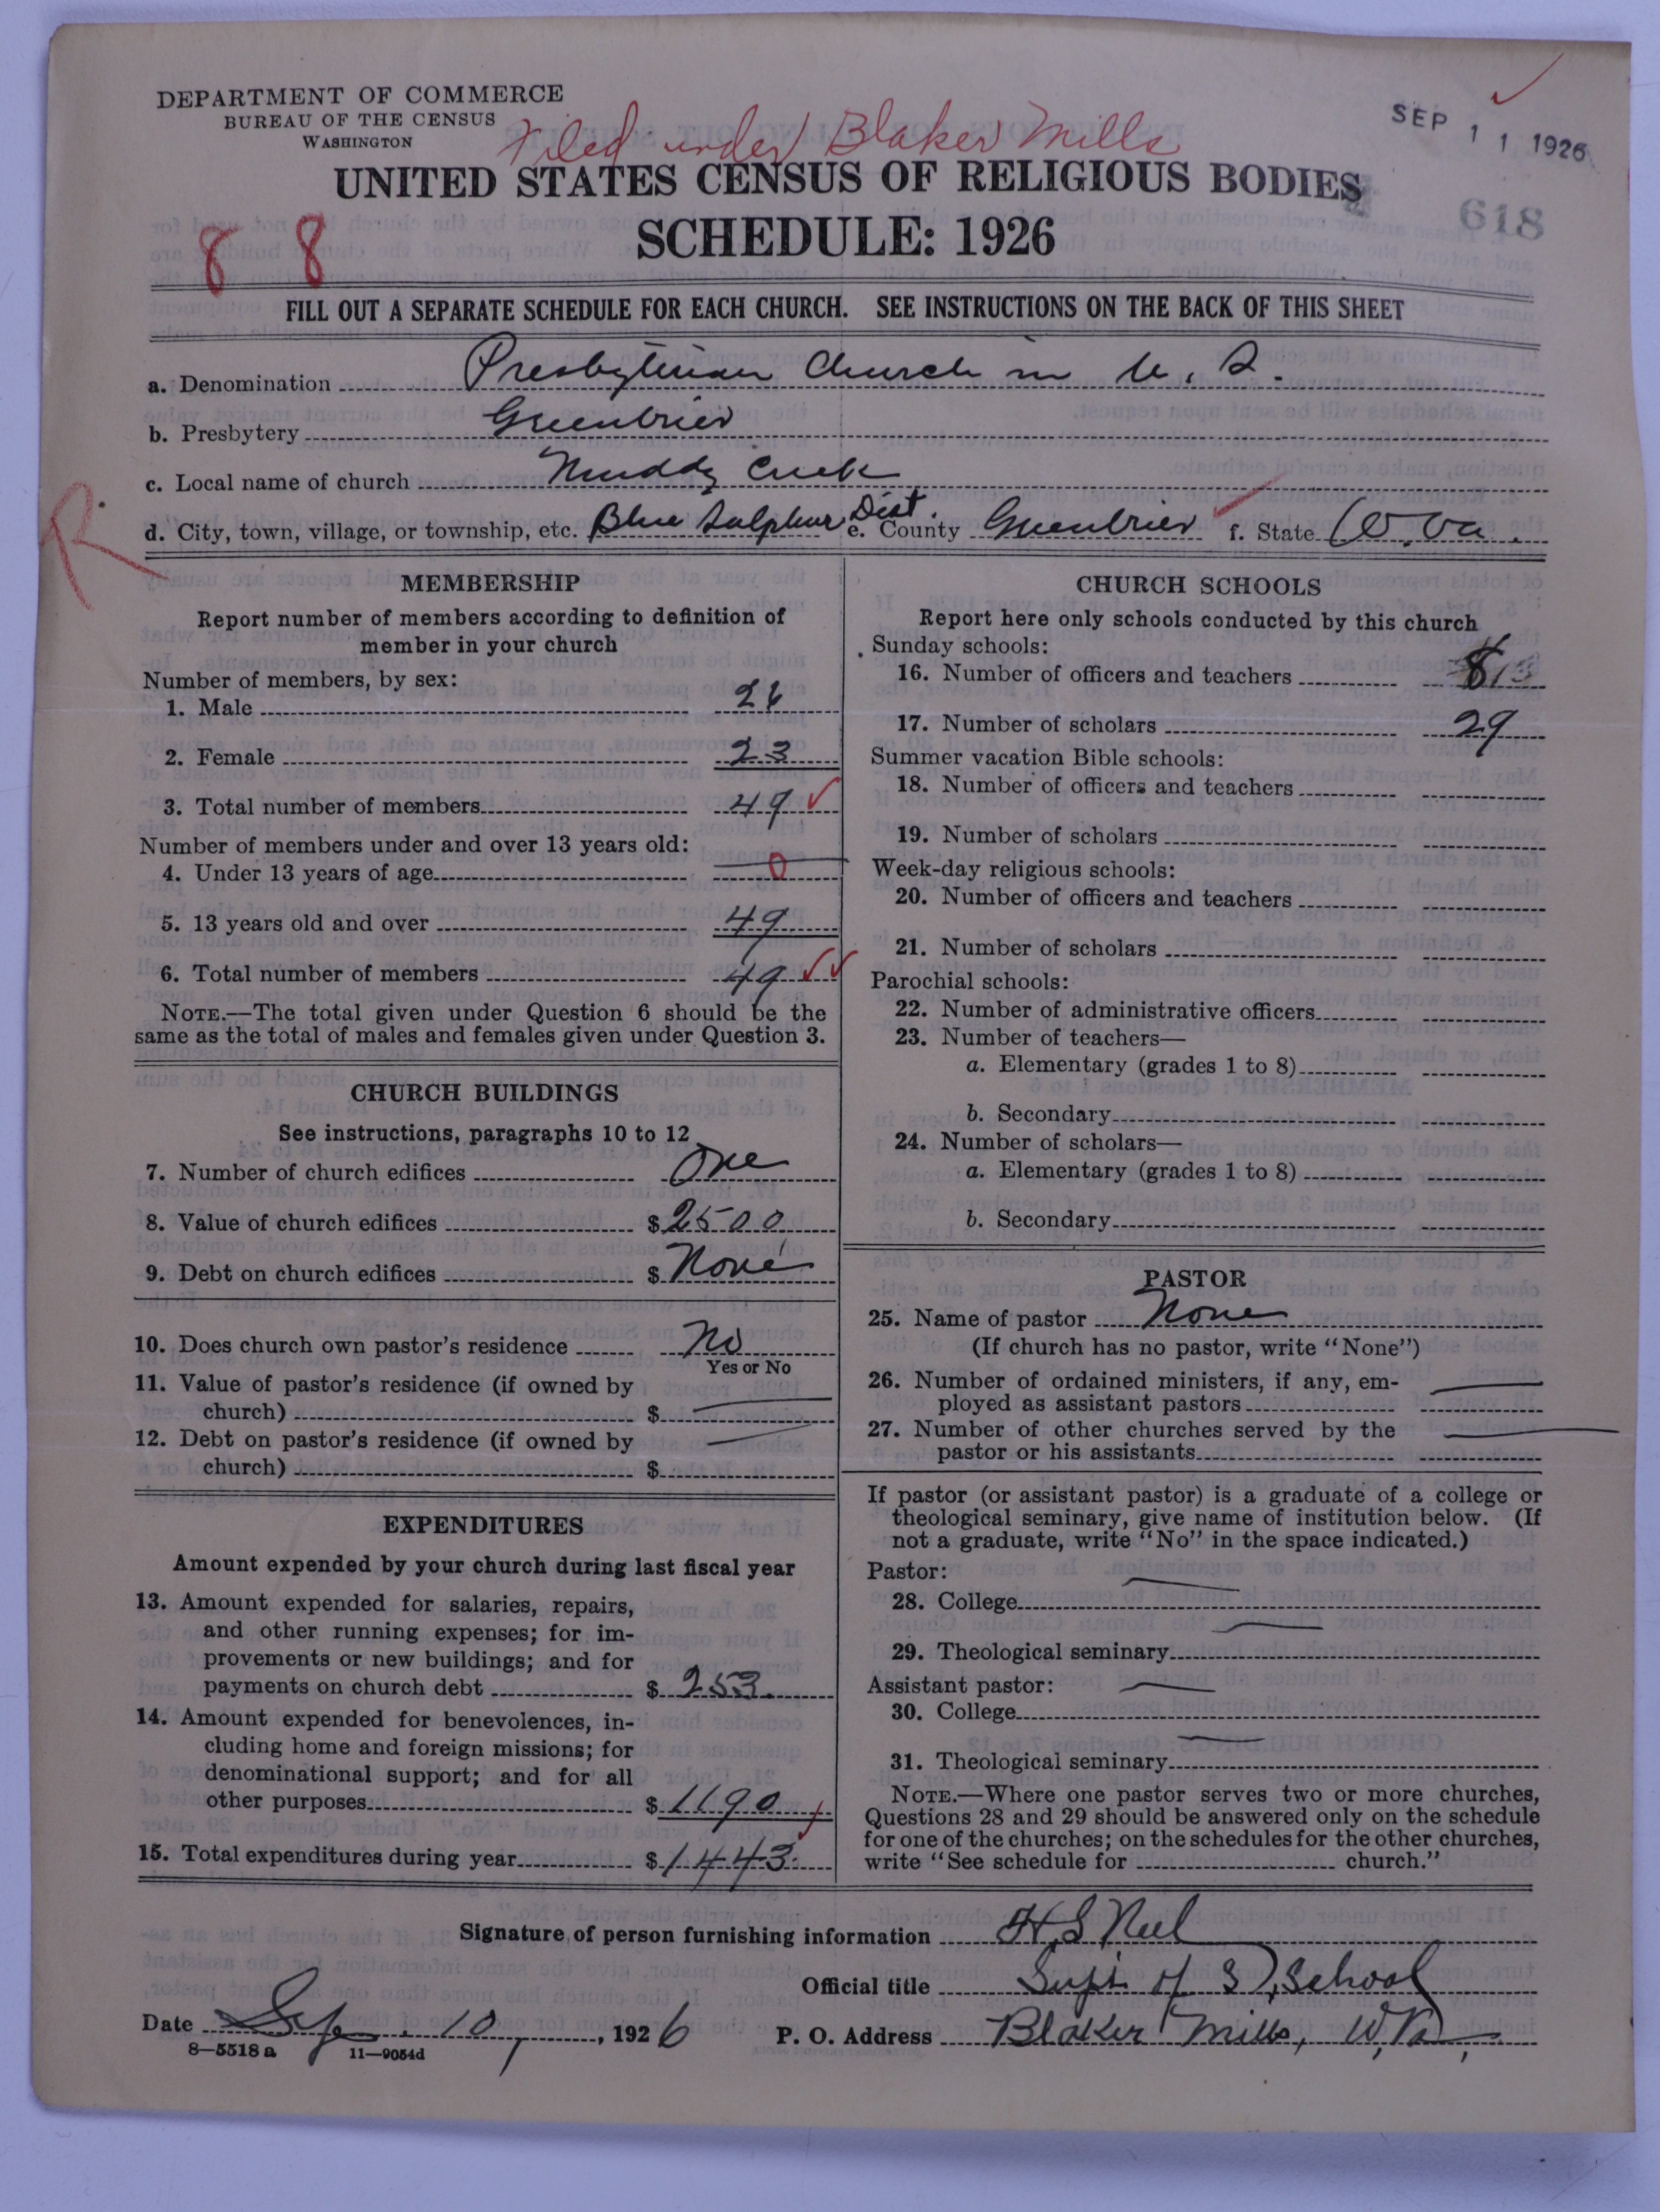 DEPARTMENT OF COMMERCE
BUREAU OF THE CENSUS
WASHINGTON
Filed under Blaker Mills
SEP 11 1926
UNITED STATES CENSUS OF RELIGIOUS BODIES
618
SCHEDULE: 1926
8 8
FILL OUT A SEPARATE SCHEDULE FOR EACH CHURCH. SEE INSTRUCTIONS ON THE BACK OF THIS SHEET
a. Denomination Presbyterian Church in U. S.
b. Presbytery Greenbrier
c. Local name of church Muddy Creek
R
d. City, town, village, or township, etc. Blue Sulphur Dist. e. County Greenbrier f. State W. Va.
MEMBERSHIP
Report number of members according to definition of
member in your church
Number of members, by sex:
1. Male 26
2. Female 23
3. Total number of members 49
Number of members under and over 13 years old:
4. Under 13 years of age 0
5. 13 years old and over 49
6. Total number of members 49
NOTE.—The total given under Question 6 should be the
same as the total of males and females given under Question 3.
CHURCH BUILDINGS
See instructions, paragraphs 10 to 12
7. Number of church edifices One
8. Value of church edifices $2500
9. Debt on church edifices $ None
10. Does church own pastor's residence No
Yes or No
11. Value of pastor's residence (if owned by
church) $
12. Debt on pastor's residence (if owned by
church) $
EXPENDITURES
Amount expended by your church during last fiscal year
13. Amount expended for salaries, repairs,
and other running expenses; for im-
provements or new buildings; and for
payments on church debt $ 253
14. Amount expended for benevolences, in-
cluding home and foreign missions; for
denominational support; and for all
other purposes $ 1190
15. Total expenditures during year $1443
CHURCH SCHOOLS
Report here only schools conducted by this church
Sunday schools:
16. Number of officers and teachers
17. Number of scholars 29
Summer vacation Bible schools:
18. Number of officers and teachers
19. Number of scholars
Week-day religious schools:
20. Number of officers and teachers
21. Number of scholars
Parochial schools:
22. Number of administrative officers
23. Number of teachers—
a. Elementary (grades 1 to 8)
b. Secondary
24. Number of scholars—
a. Elementary (grades 1 to 8)
b. Secondary
PASTOR
25. Name of pastor None
(If church has no pastor, write "None")
26. Number of ordained ministers, if any, em-
ployed as assistant pastors
27. Number of other churches served by the
pastor or his assistants
If pastor (or assistant pastor) is a graduate of a college or
theological seminary, give name of institution below. (If
not a graduate, write "No" in the space indicated.)
Pastor:
28. College
29. Theological seminary
Assistant pastor:
30. College
31. Theological seminary
NOTE.—Where one pastor serves two or more churches,
Questions 28 and 29 should be answered only on the schedule
for one of the churches; on the schedules for the other churches,
write "See schedule for church."
Signature of person furnishing information H S Neel
Official title Supt. of S. School
Date Sep. 10, 1926 P. O. Address Blaker Mills, W. Va.
8—5518 a 11—9054d